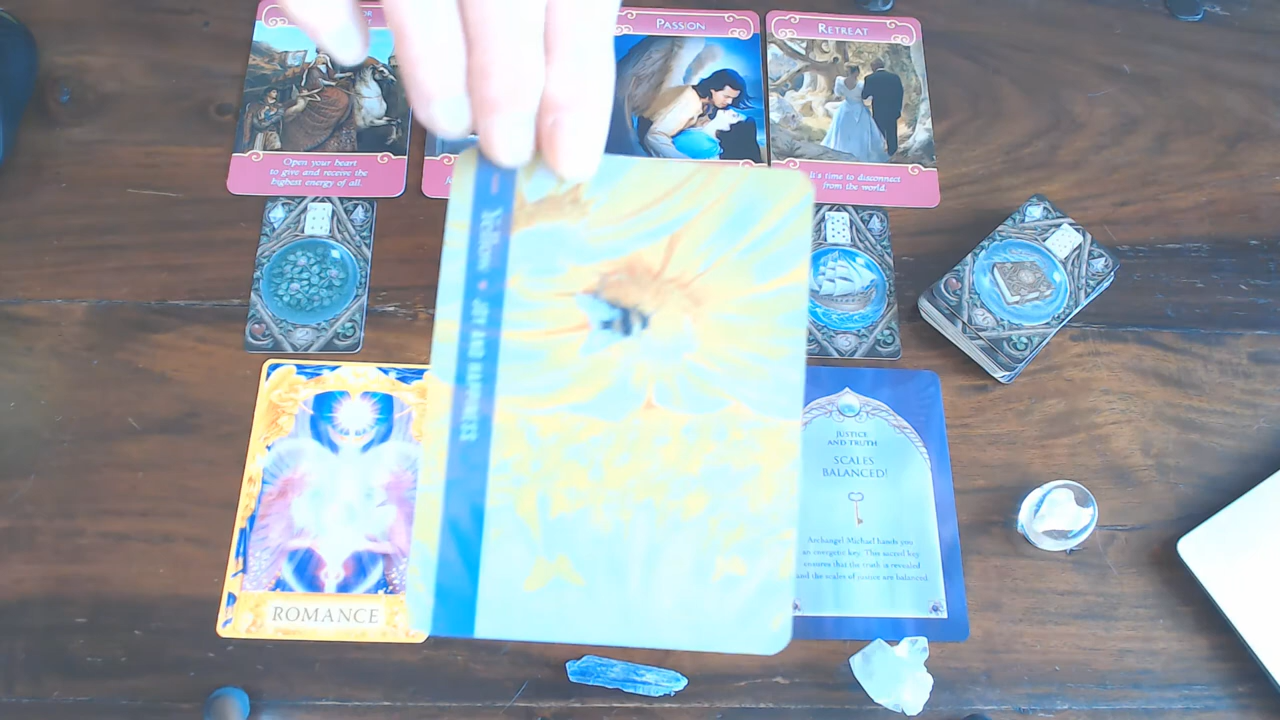 PASSION
RETREAT
Open your heart
to give and receive the
highest energy of all.
It's time to disconnect
from the world.
Yellow JOY AND HAPPINESS
ROMANCE
JUSTICE
AND TRUTH
SCALES
BALANCED!
Archangel Michael hands you
an energetic key. This sacred key
ensures that the truth is revealed
and the scales of justice are balanced.